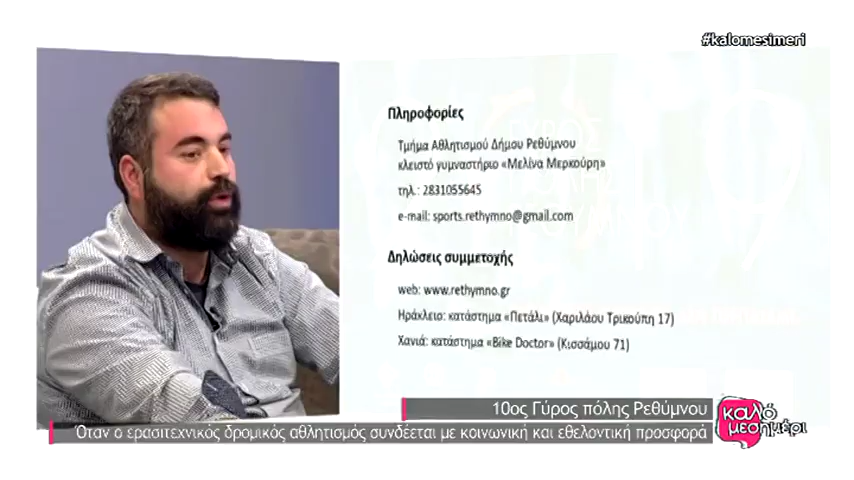 #kalomesimeri
Πληροφορίες
Τμήμα Αθλητισμού Δήμου Ρεθύμνου
κλειστό γυμναστήριο «Μελίνα Μερκούρη»
τηλ.: 2831055645
e-mail: sports.rethymno@gmail.com
Δηλώσεις συμμετοχής
web: www.rethymno.gr
Ηράκλειο: κατάστημα «Πετάλι» (Χαριλάου Τρικούπη 17)
Χανιά: κατάστημα «Bike Doctor» (Κισσάμου 71)
10ος Γύρος πόλης Ρεθύμνου
Όταν ο ερασιτεχνικός δρομικός αθλητισμός συνδέεται με κοινωνική και εθελοντική προσφορά
καλό
μεσημέρι